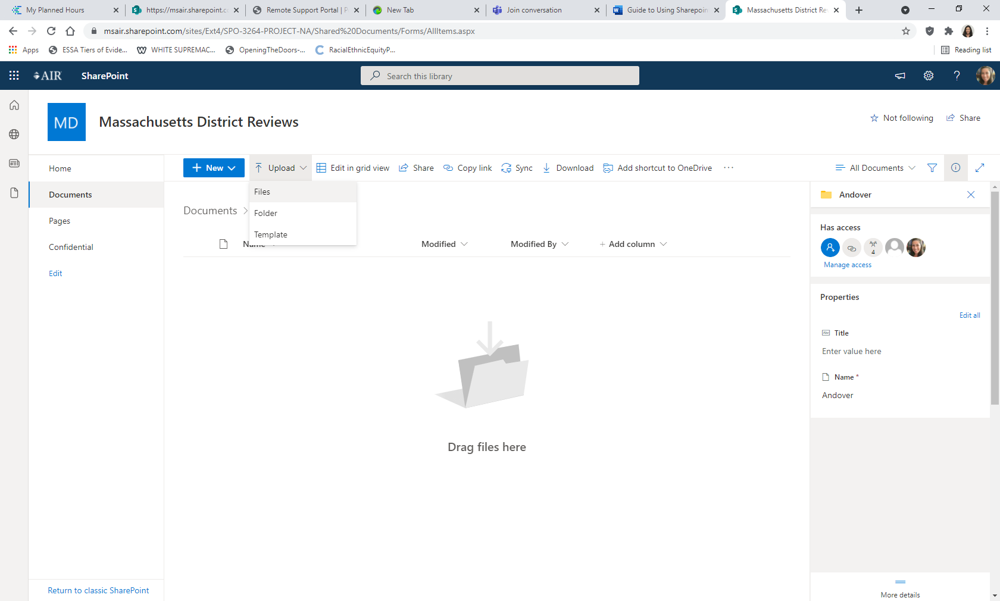 My Planned Hours
https://msair.sharepoint.c
Remote Support Portal | P
New Tab
Join conversation
Guide to Using Sharepoin
Massachusetts District Re
msair.sharepoint.com/sites/Ext4/SPO-3264-PROJECT-NA/Shared%20Documents/Forms/AllItems.aspx
Apps
ESSA Tiers of Evide...
WHITE SUPREMAC...
OpeningTheDoors-...
RacialEthnicEquityP...
Reading list
AIR
SharePoint
Search this library
MD
Massachusetts District Reviews
Not following
Share
Home
Documents
Pages
Confidential
Edit
Return to classic SharePoint
New
Upload
Edit in grid view
Share
Copy link
Sync
Download
Add shortcut to OneDrive
...
All Documents
Files
Folder
Template
Documents >
Name
Modified
Modified By
+ Add column
Drag files here
Andover
Has access
4
Manage access
Properties
Edit all
Abc Title
Enter value here
Name *
Andover
More details